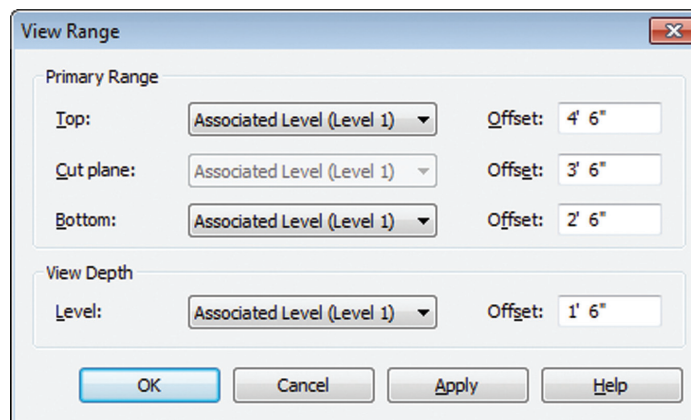 View Range
Primary Range
Top: Associated Level (Level 1) Offset: 4' 6"
Cut plane: Associated Level (Level 1) Offset: 3' 6"
Bottom: Associated Level (Level 1) Offset: 2' 6"
View Depth
Level: Associated Level (Level 1) Offset: 1' 6"
OK Cancel Apply Help